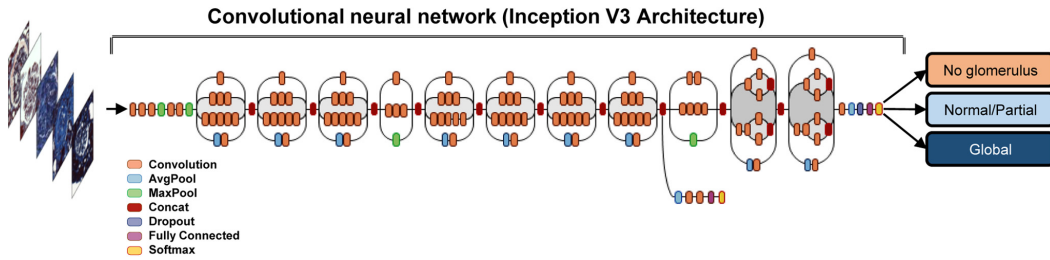 Convolutional neural network (Inception V3 Architecture)
No glomerulus
Normal/Partial
Global
Convolution
AvgPool
MaxPool
Concat
Dropout
Fully Connected
Softmax